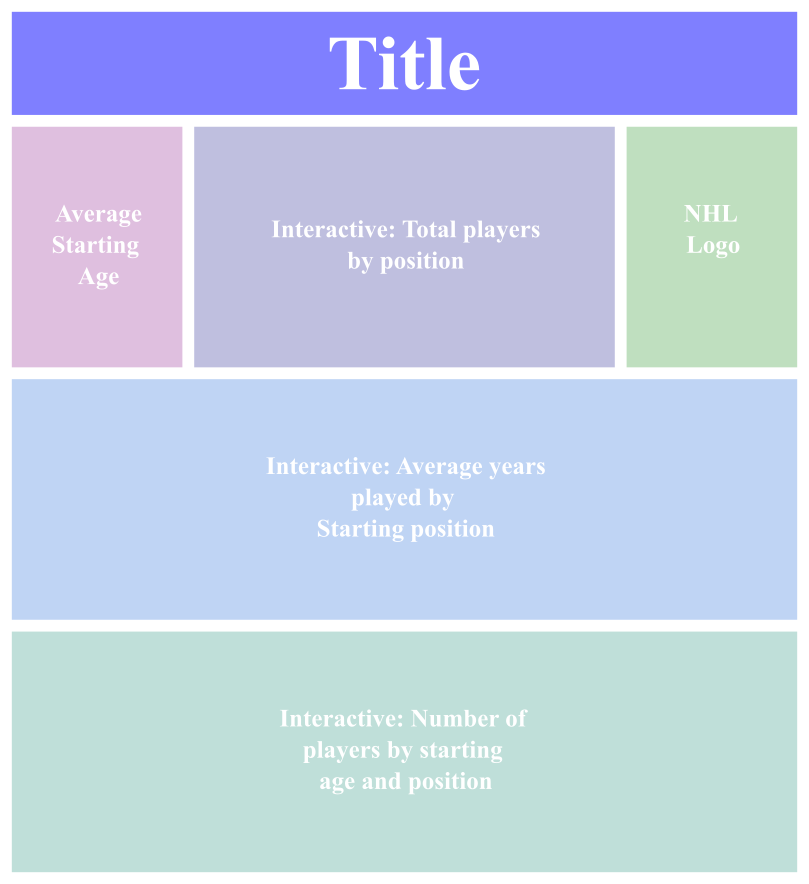 Title
Average
Starting
Age
Interactive: Total players
by position
NHL
Logo
Interactive: Average years
played by
Starting position
Interactive: Number of
players by starting
age and position